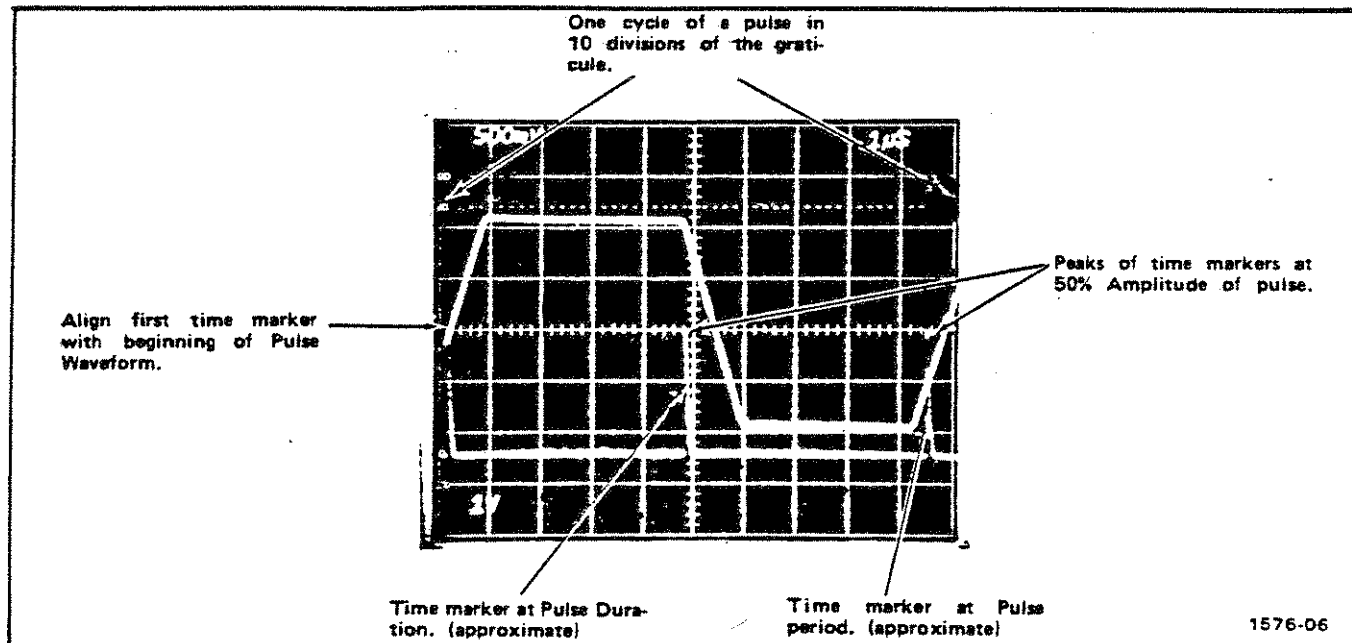 One cycle of a pulse in
10 divisions of the grati-
cule.
500mV
1µS
Peaks of time markers at
50% Amplitude of pulse.
Align first time marker
with beginning of Pulse
Waveform.
1V
Time marker at Pulse Dura-
tion. (approximate)
Time marker at Pulse
period. (approximate)
1576-06